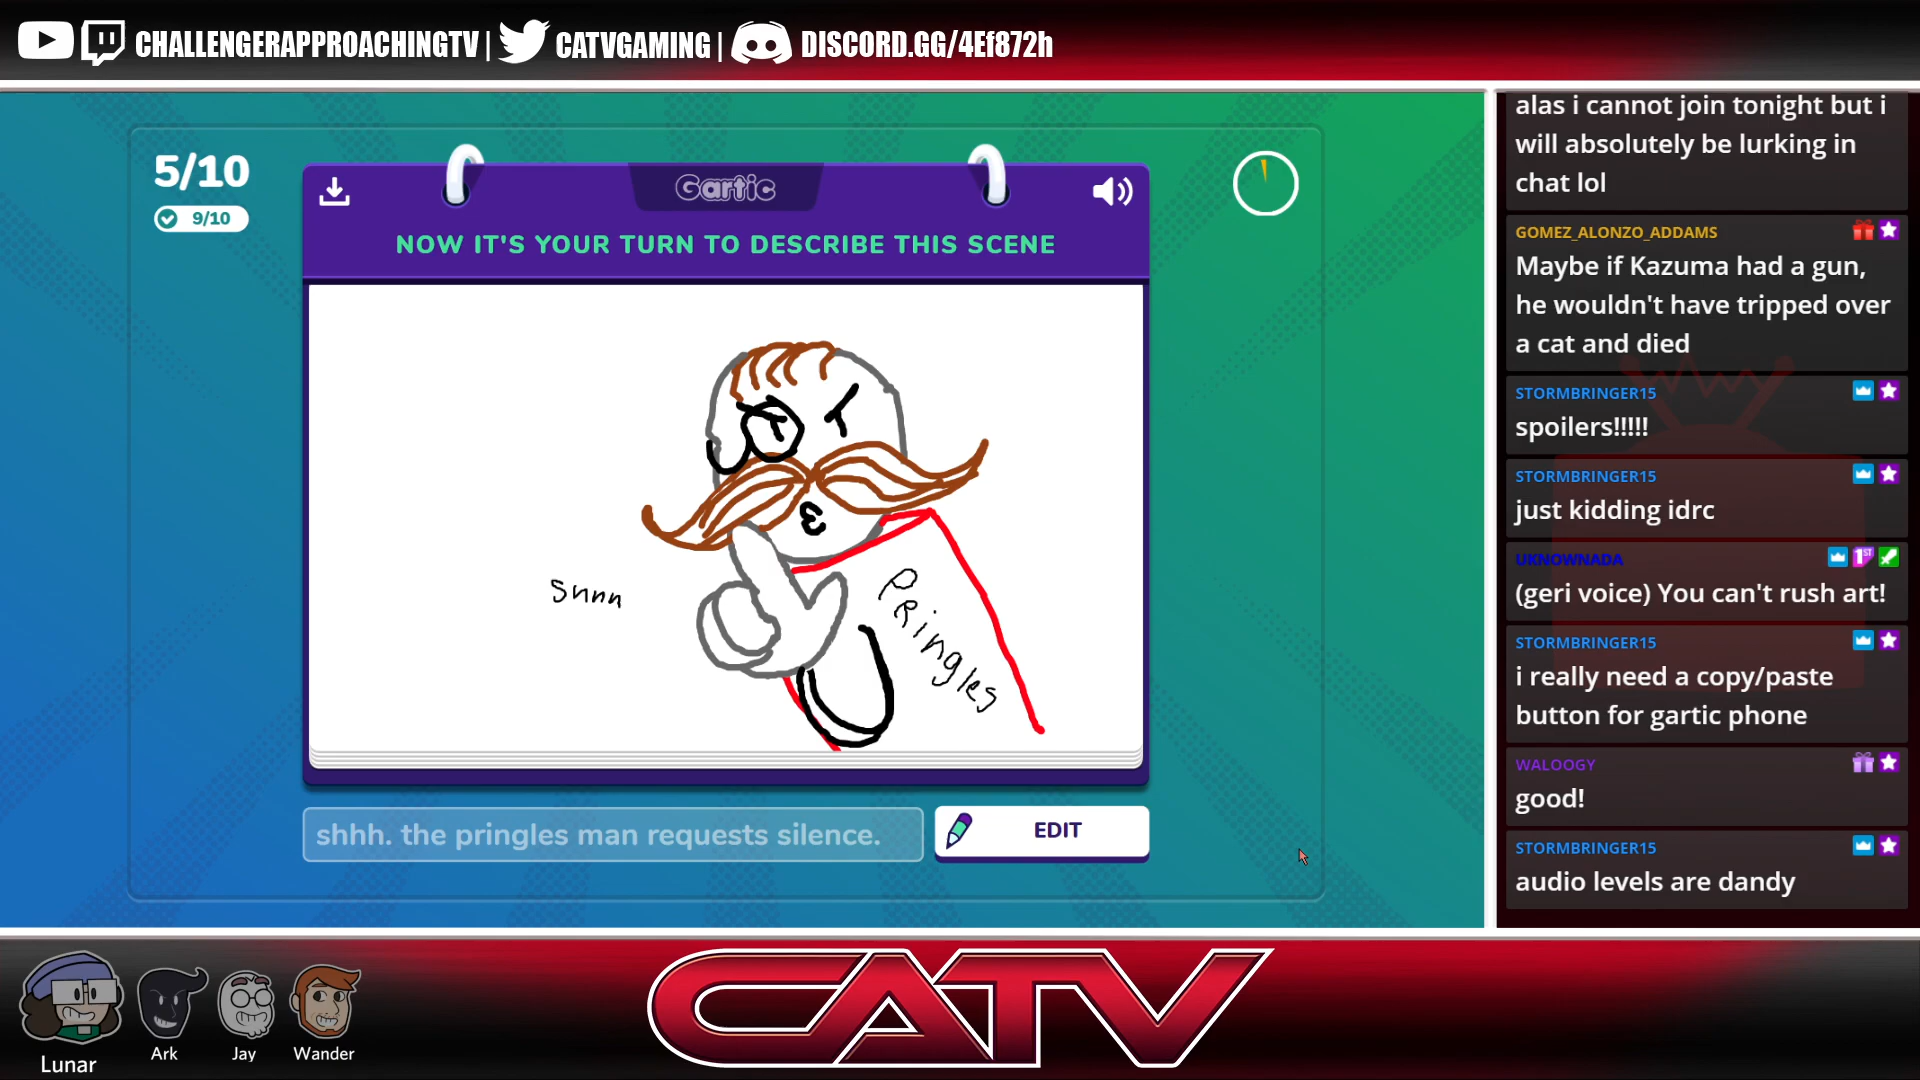 CHALLENGERAPPROACHINGTV | CATVGAMING | DISCORD.GG/4Ef872h
5/10
9/10
Gartic
NOW IT'S YOUR TURN TO DESCRIBE THIS SCENE
Shhh
PRingles
shhh. the pringles man requests silence.
EDIT
alas i cannot join tonight but i
will absolutely be lurking in
chat lol
GOMEZ_ALONZO_ADDAMS
Maybe if Kazuma had a gun,
he wouldn't have tripped over
a cat and died
STORMBRINGER15
spoilers!!!!!
STORMBRINGER15
just kidding idrc
UKNOWNADA
1ST
(geri voice) You can't rush art!
STORMBRINGER15
i really need a copy/paste
button for gartic phone
WALOOGY
good!
STORMBRINGER15
audio levels are dandy
Lunar
Ark
Jay
Wander
CATV